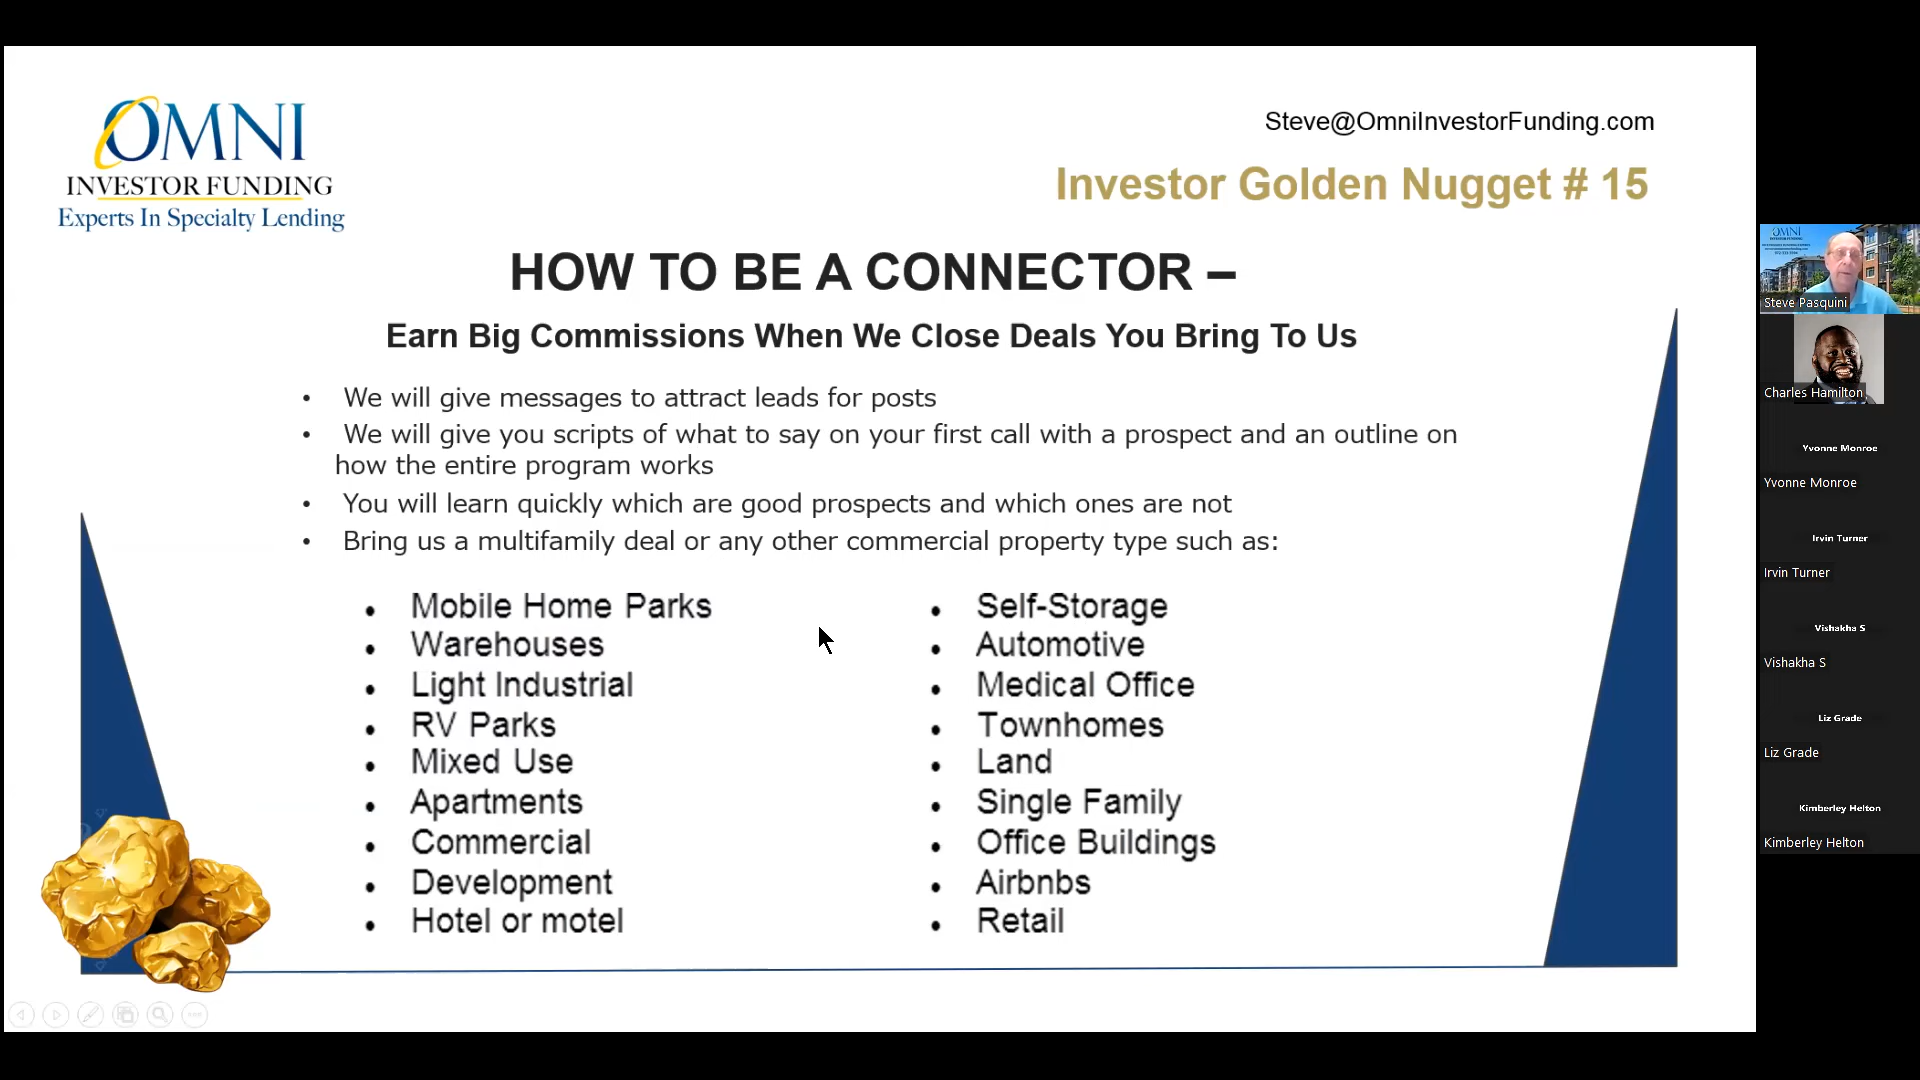 OMNI
INVESTOR FUNDING
Experts In Specialty Lending
Steve@OmniInvestorFunding.com
Investor Golden Nugget # 15
HOW TO BE A CONNECTOR –
Earn Big Commissions When We Close Deals You Bring To Us
• We will give messages to attract leads for posts
• We will give you scripts of what to say on your first call with a prospect and an outline on
how the entire program works
• You will learn quickly which are good prospects and which ones are not
• Bring us a multifamily deal or any other commercial property type such as:
• Mobile Home Parks
• Warehouses
• Light Industrial
• RV Parks
• Mixed Use
• Apartments
• Commercial
• Development
• Hotel or motel
• Self-Storage
• Automotive
• Medical Office
• Townhomes
• Land
• Single Family
• Office Buildings
• Airbnbs
• Retail
OMNI
Steve Pasquini
Charles Hamilton
Yvonne Monroe
Yvonne Monroe
Irvin Turner
Irvin Turner
Vishakha S
Vishakha S
Liz Grade
Liz Grade
Kimberley Helton
Kimberley Helton